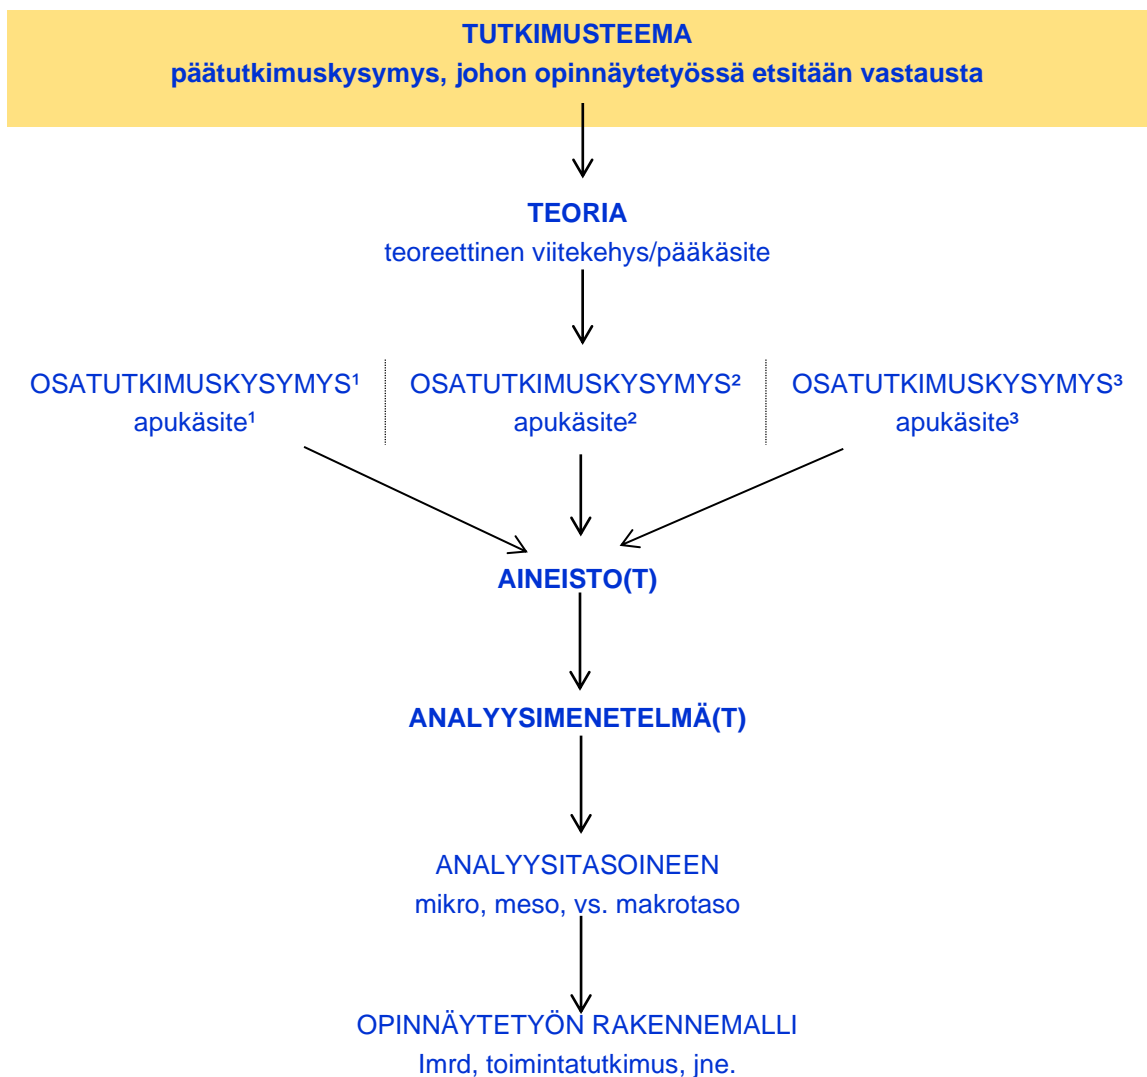 TUTKIMUSTEEMA
päätutkimuskysymys, johon opinnäytetyössä etsitään vastausta
TEORIA
teoreettinen viitekehys/pääkäsite
OSATUTKIMUSKYSYMYS¹
apukäsite¹
OSATUTKIMUSKYSYMYS²
apukäsite²
OSATUTKIMUSKYSYMYS³
apukäsite³
AINEISTO(T)
ANALYYSIMENETELMÄ(T)
ANALYYSITASOINEEN
mikro, meso, vs. makrotaso
OPINNÄYTETYÖN RAKENNEMALLI
Imrd, toimintatutkimus, jne.